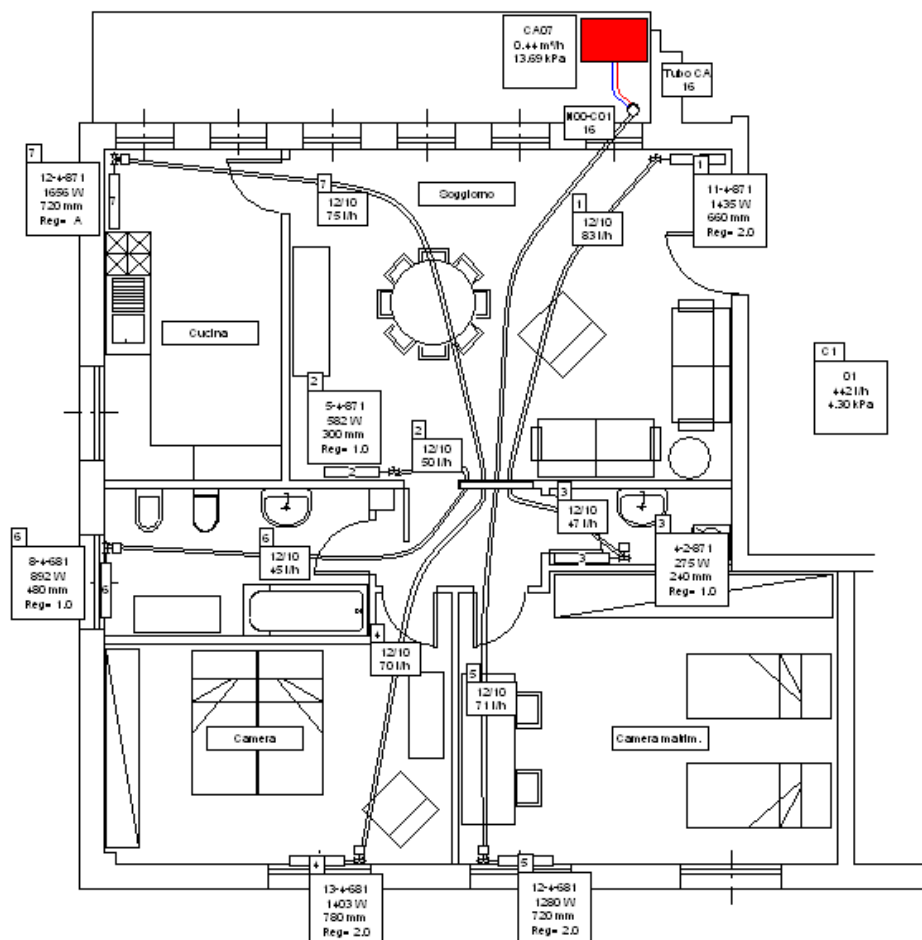 CA07
0.44 m³/h
13.69 kPa
Tubo CA
16
N00-C01
16
7
12-4-871
1656 W
720 mm
Reg= A
7
7
12/10
75 l/h
Soggiorno
1
12/10
83 l/h
1
11-4-871
1435 W
660 mm
Reg= 2.0
Cucina
C1
01
442 l/h
4.30 kPa
2
5-4-871
582 W
300 mm
Reg= 1.0
2
12/10
50 l/h
2
3
12/10
47 l/h
3
3
4-2-871
275 W
240 mm
Reg= 1.0
6
8-4-681
892 W
480 mm
Reg= 1.0
6
6
12/10
45 l/h
4
12/10
70 l/h
5
12/10
71 l/h
Camera
Camera matrim.
4
13-4-681
1403 W
780 mm
Reg= 2.0
5
12-4-681
1280 W
720 mm
Reg= 2.0